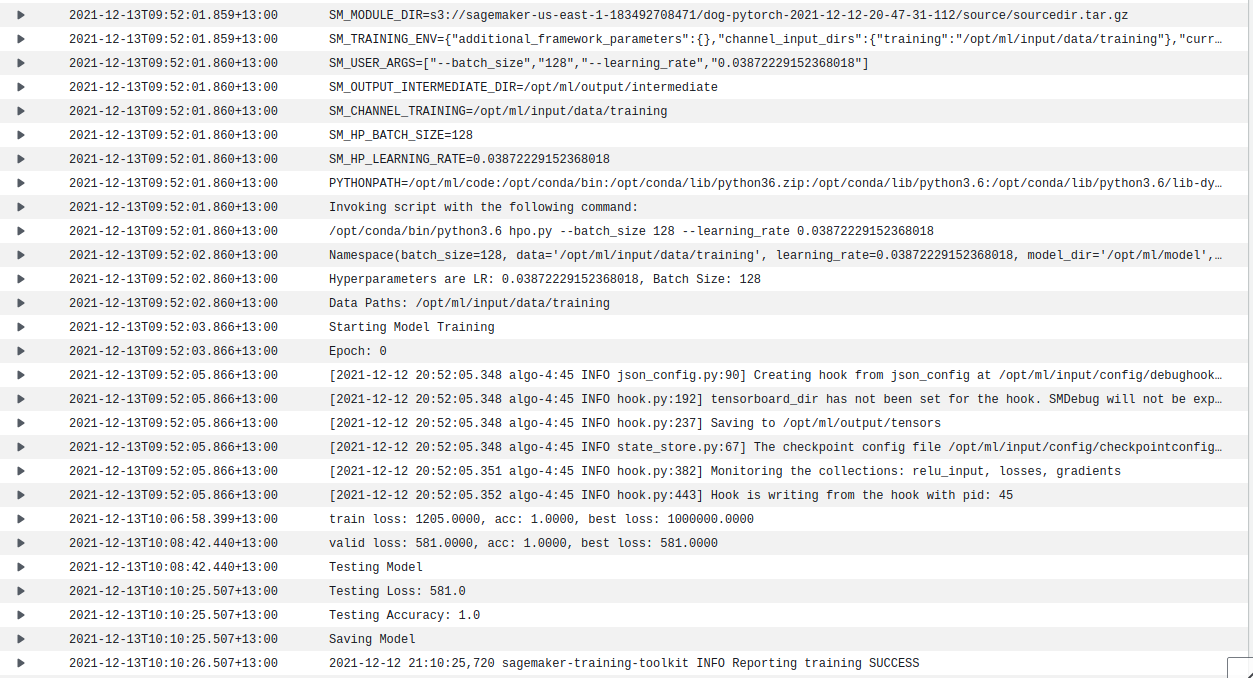 2021-12-13T09:52:01.859+13:00 SM_MODULE_DIR=s3://sagemaker-us-east-1-183492708471/dog-pytorch-2021-12-12-20-47-31-112/source/sourcedir.tar.gz
2021-12-13T09:52:01.859+13:00 SM_TRAINING_ENV={"additional_framework_parameters":{},"channel_input_dirs":{"training":"/opt/ml/input/data/training"},"curr…
2021-12-13T09:52:01.860+13:00 SM_USER_ARGS=["--batch_size","128","--learning_rate","0.03872229152368018"]
2021-12-13T09:52:01.860+13:00 SM_OUTPUT_INTERMEDIATE_DIR=/opt/ml/output/intermediate
2021-12-13T09:52:01.860+13:00 SM_CHANNEL_TRAINING=/opt/ml/input/data/training
2021-12-13T09:52:01.860+13:00 SM_HP_BATCH_SIZE=128
2021-12-13T09:52:01.860+13:00 SM_HP_LEARNING_RATE=0.03872229152368018
2021-12-13T09:52:01.860+13:00 PYTHONPATH=/opt/ml/code:/opt/conda/bin:/opt/conda/lib/python36.zip:/opt/conda/lib/python3.6:/opt/conda/lib/python3.6/lib-dy…
2021-12-13T09:52:01.860+13:00 Invoking script with the following command:
2021-12-13T09:52:01.860+13:00 /opt/conda/bin/python3.6 hpo.py --batch_size 128 --learning_rate 0.03872229152368018
2021-12-13T09:52:02.860+13:00 Namespace(batch_size=128, data='/opt/ml/input/data/training', learning_rate=0.03872229152368018, model_dir='/opt/ml/model',…
2021-12-13T09:52:02.860+13:00 Hyperparameters are LR: 0.03872229152368018, Batch Size: 128
2021-12-13T09:52:02.860+13:00 Data Paths: /opt/ml/input/data/training
2021-12-13T09:52:03.866+13:00 Starting Model Training
2021-12-13T09:52:03.866+13:00 Epoch: 0
2021-12-13T09:52:05.866+13:00 [2021-12-12 20:52:05.348 algo-4:45 INFO json_config.py:90] Creating hook from json_config at /opt/ml/input/config/debughook…
2021-12-13T09:52:05.866+13:00 [2021-12-12 20:52:05.348 algo-4:45 INFO hook.py:192] tensorboard_dir has not been set for the hook. SMDebug will not be exp…
2021-12-13T09:52:05.866+13:00 [2021-12-12 20:52:05.348 algo-4:45 INFO hook.py:237] Saving to /opt/ml/output/tensors
2021-12-13T09:52:05.866+13:00 [2021-12-12 20:52:05.348 algo-4:45 INFO state_store.py:67] The checkpoint config file /opt/ml/input/config/checkpointconfig…
2021-12-13T09:52:05.866+13:00 [2021-12-12 20:52:05.351 algo-4:45 INFO hook.py:382] Monitoring the collections: relu_input, losses, gradients
2021-12-13T09:52:05.866+13:00 [2021-12-12 20:52:05.352 algo-4:45 INFO hook.py:443] Hook is writing from the hook with pid: 45
2021-12-13T10:06:58.399+13:00 train loss: 1205.0000, acc: 1.0000, best loss: 1000000.0000
2021-12-13T10:08:42.440+13:00 valid loss: 581.0000, acc: 1.0000, best loss: 581.0000
2021-12-13T10:08:42.440+13:00 Testing Model
2021-12-13T10:10:25.507+13:00 Testing Loss: 581.0
2021-12-13T10:10:25.507+13:00 Testing Accuracy: 1.0
2021-12-13T10:10:25.507+13:00 Saving Model
2021-12-13T10:10:26.507+13:00 2021-12-12 21:10:25,720 sagemaker-training-toolkit INFO Reporting training SUCCESS